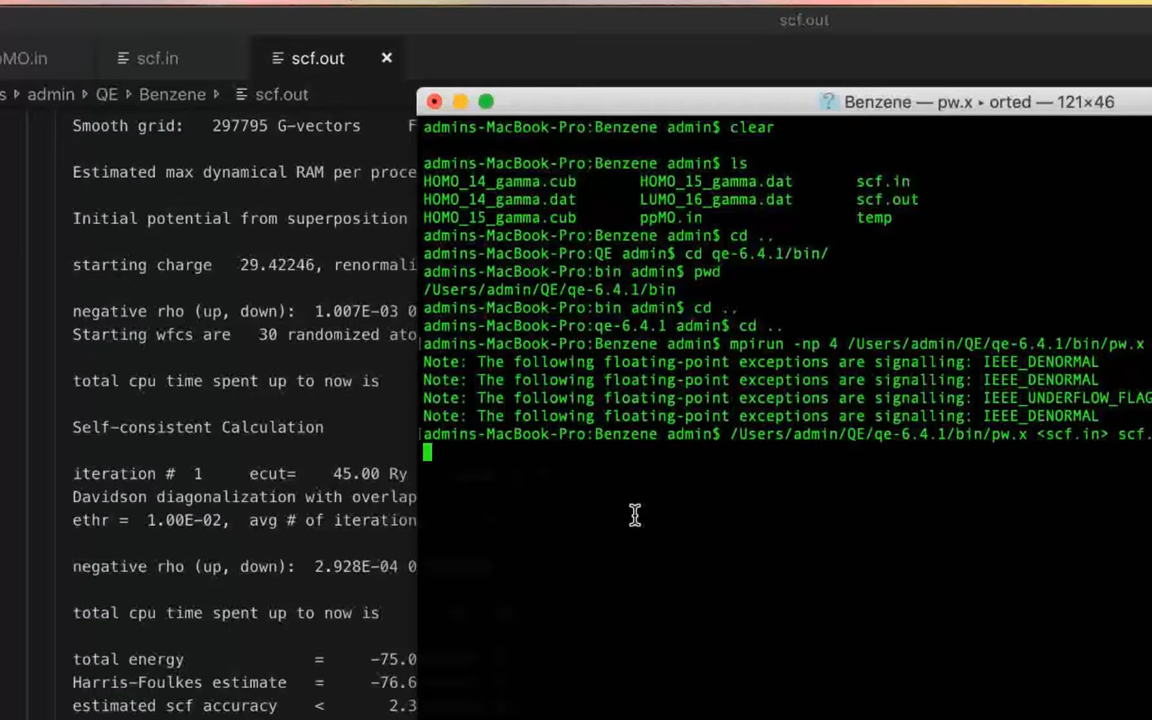 scf.out
MO.in
scf.in
scf.out
admin QE Benzene scf.out
Smooth grid: 297795 G-vectors
Estimated max dynamical RAM per
Initial potential from superposition
starting charge 29.42246,
negative rho (up, down): 1.007E-03
Starting wfcs are 30 randomized
total cpu time spent up to now is
Self-consistent Calculation
iteration # 1 ecut= 45.00 Ry
Davidson diagonalization with overlap
ethr = 1.00E-02, avg # of iteration
negative rho (up, down): 2.928E-04
total cpu time spent up to now is
total energy = -75.0
Harris-Foulkes estimate = -76.6
estimated scf accuracy < 2.3
Benzene — pw.x ▸ orted — 121×46
admins-MacBook-Pro:Benzene admin$ clear
admins-MacBook-Pro:Benzene admin$ ls
HOMO_14_gamma.cub HOMO_15_gamma.dat scf.in
HOMO_14_gamma.dat LUMO_16_gamma.dat scf.out
HOMO_15_gamma.cub ppMO.in temp
admins-MacBook-Pro:Benzene admin$ cd ..
admins-MacBook-Pro:QE admin$ cd qe-6.4.1/bin/
admins-MacBook-Pro:bin admin$ pwd
/Users/admin/QE/qe-6.4.1/bin
admins-MacBook-Pro:bin admin$ cd ..
admins-MacBook-Pro:qe-6.4.1 admin$ cd ..
admins-MacBook-Pro:Benzene admin$ mpirun -np 4 /Users/admin/QE/qe-6.4.1/bin/pw.x
Note: The following floating-point exceptions are signalling: IEEE_DENORMAL
Note: The following floating-point exceptions are signalling: IEEE_DENORMAL
Note: The following floating-point exceptions are signalling: IEEE_UNDERFLOW_FLAG
Note: The following floating-point exceptions are signalling: IEEE_DENORMAL
admins-MacBook-Pro:Benzene admin$ /Users/admin/QE/qe-6.4.1/bin/pw.x <scf.in> scf.